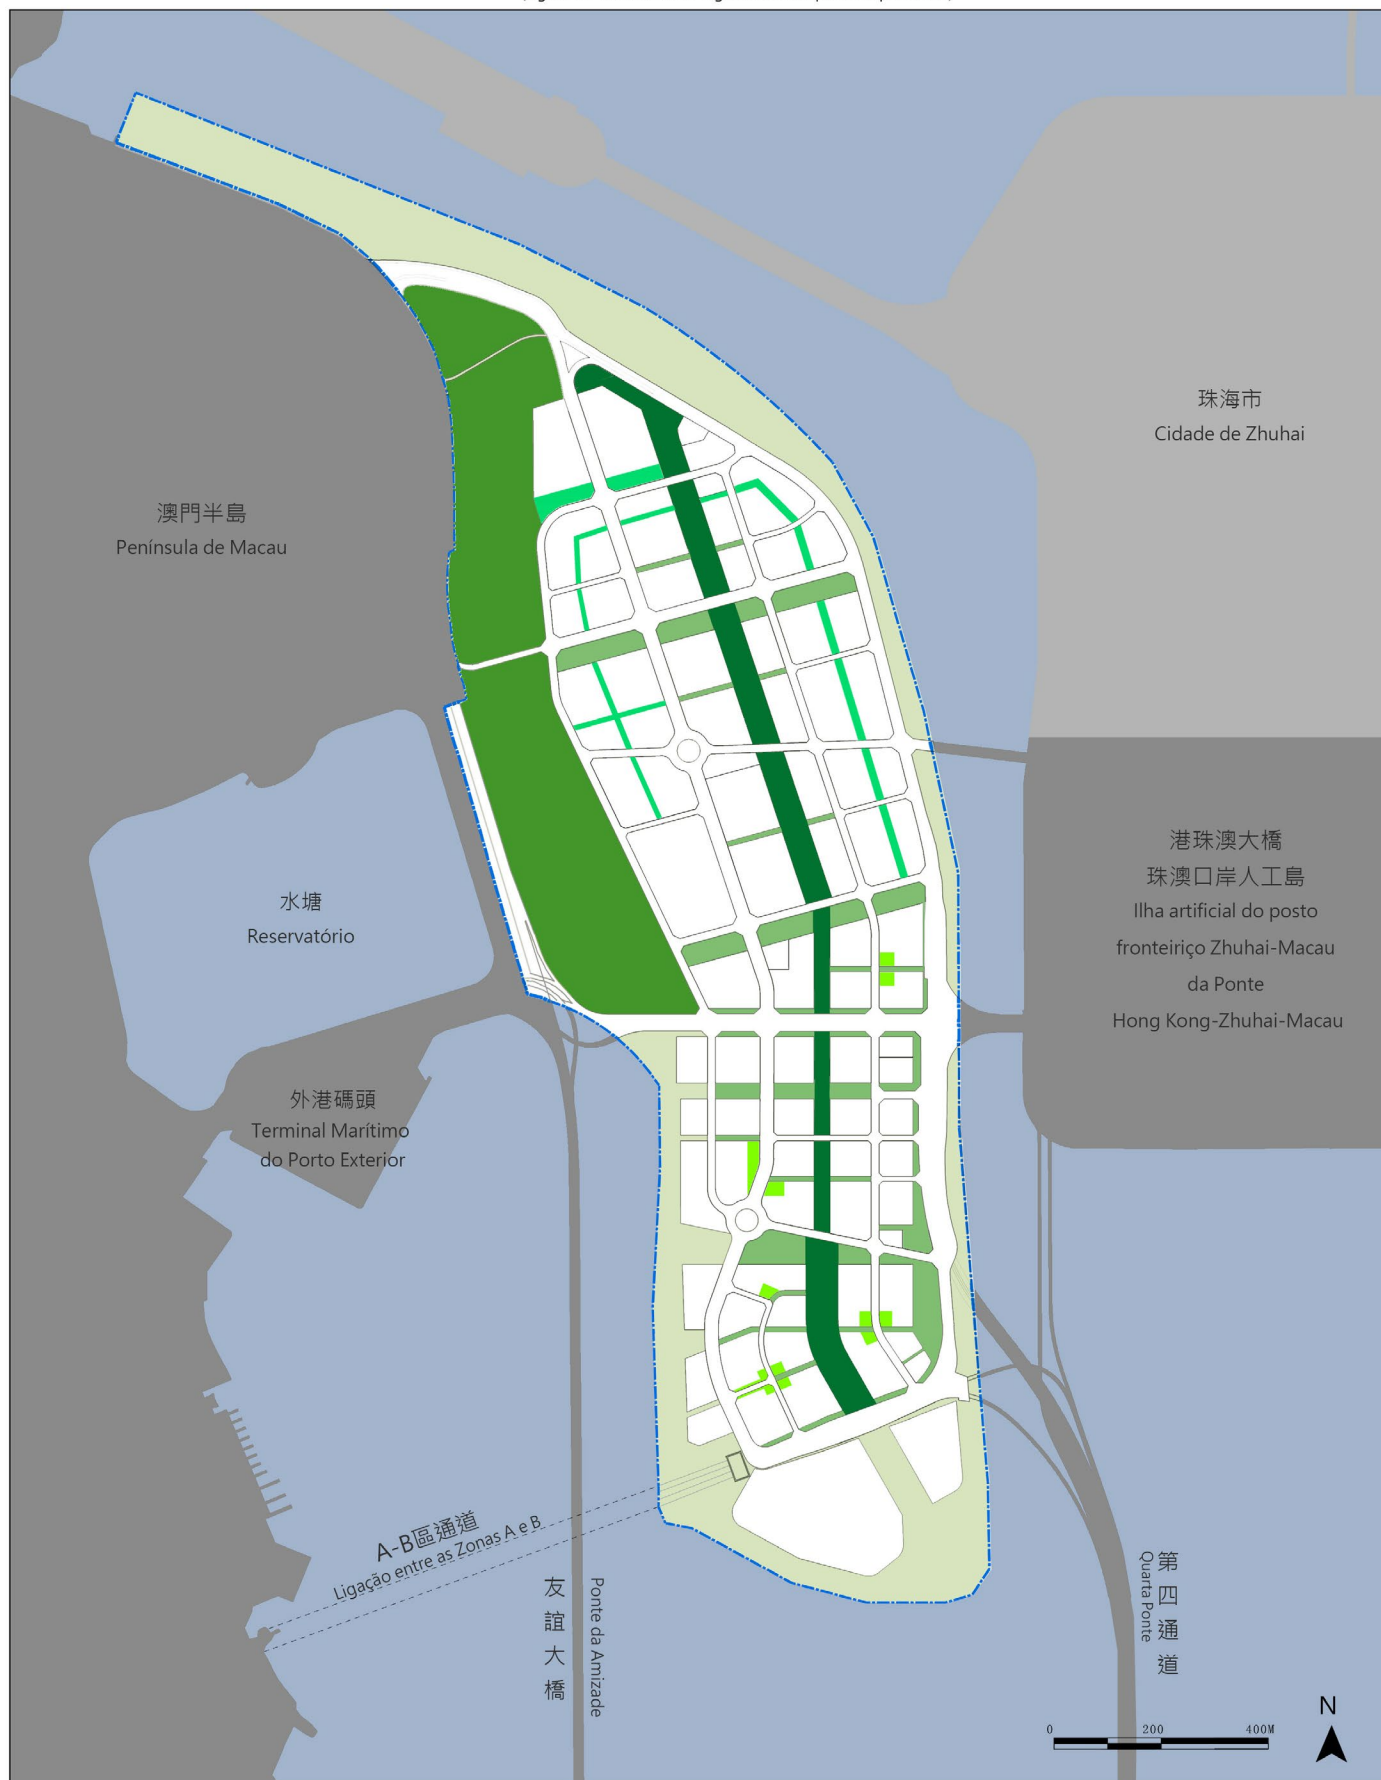 珠海市
Cidade de Zhuhai
澳門半島
Península de Macau
港珠澳大橋
珠澳口岸人工島
Ilha artificial do posto
fronteiriço Zhuhai-Macau
da Ponte
Hong Kong-Zhuhai-Macau
水塘
Reservatório
外港碼頭
Terminal Marítimo
do Porto Exterior
A-B區通道
Ligação entre as Zonas A e B
友誼大橋
Ponte da Amizade
第四通道
Quarta Ponte
N
0 200 400M